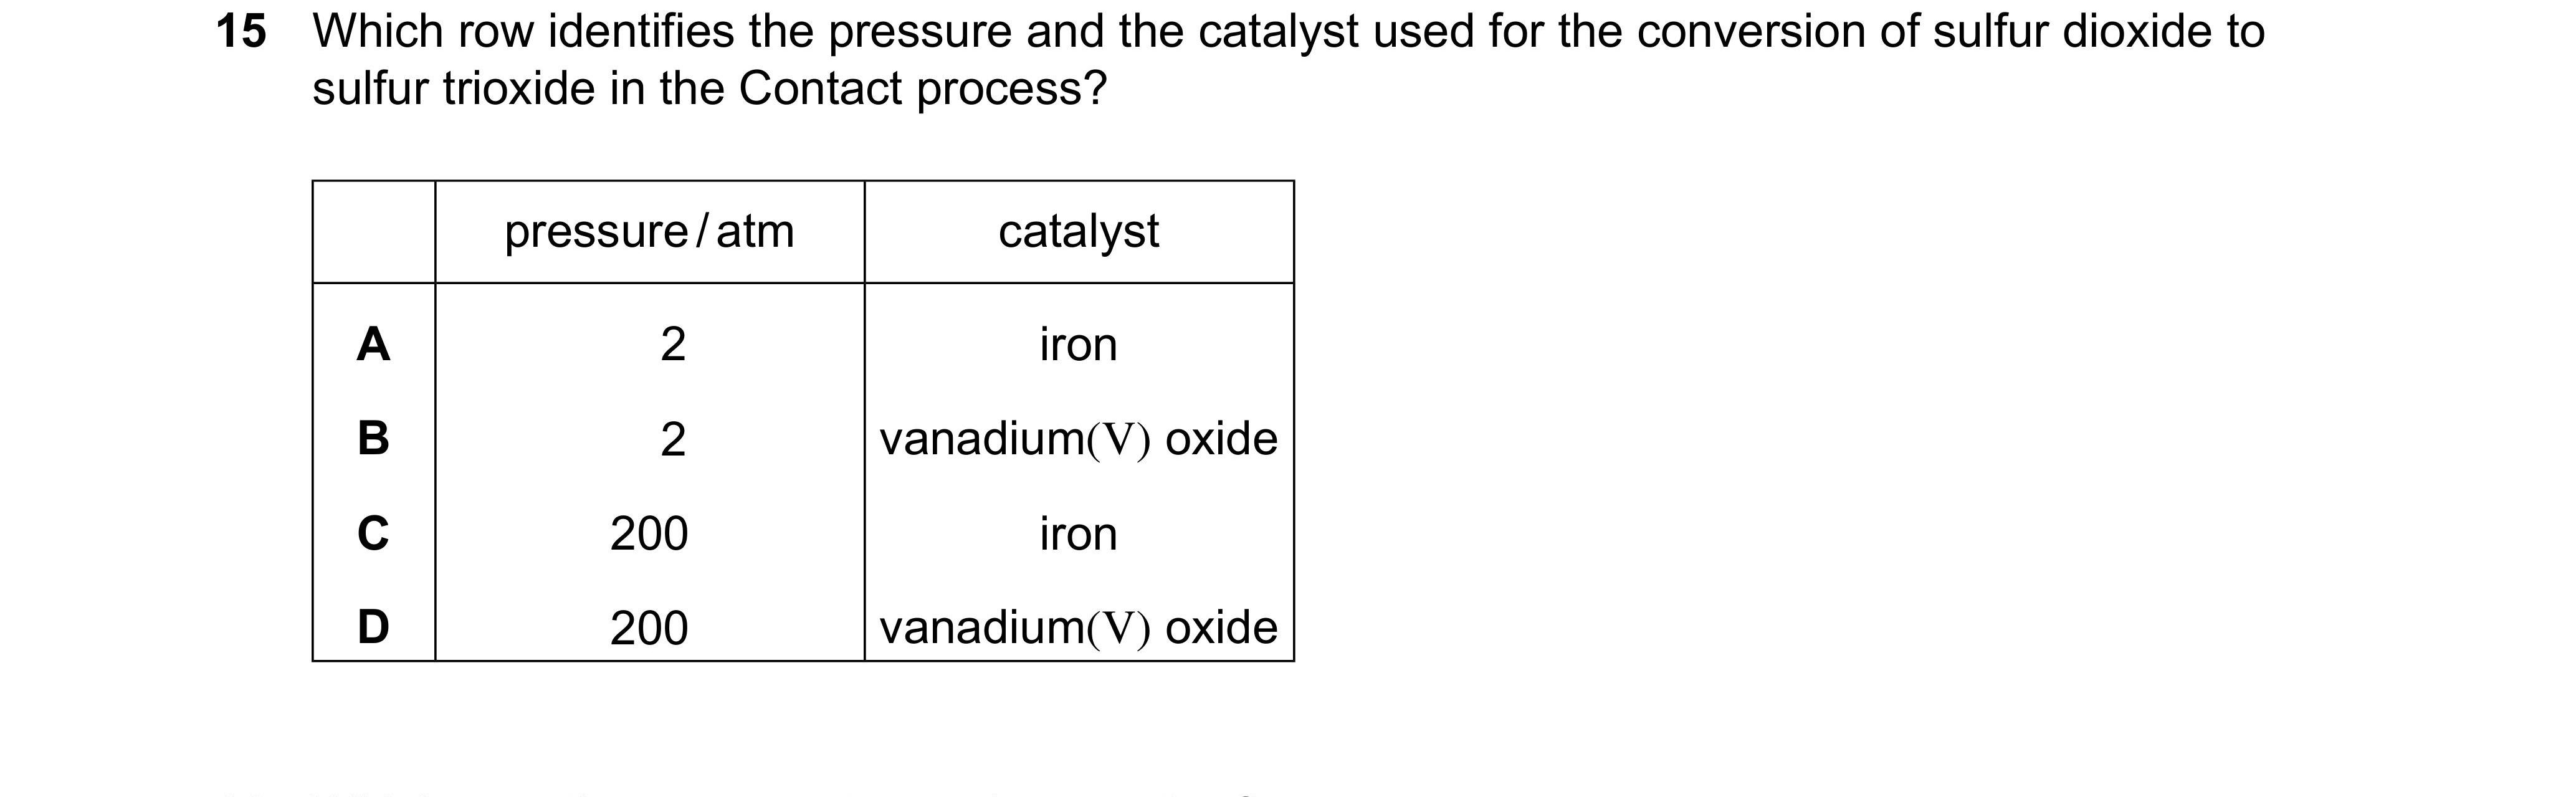 15 Which row identifies the pressure and the catalyst used for the conversion of sulfur dioxide to
sulfur trioxide in the Contact process?
pressure / atm catalyst
A 2 iron
B 2 vanadium(V) oxide
C 200 iron
D 200 vanadium(V) oxide